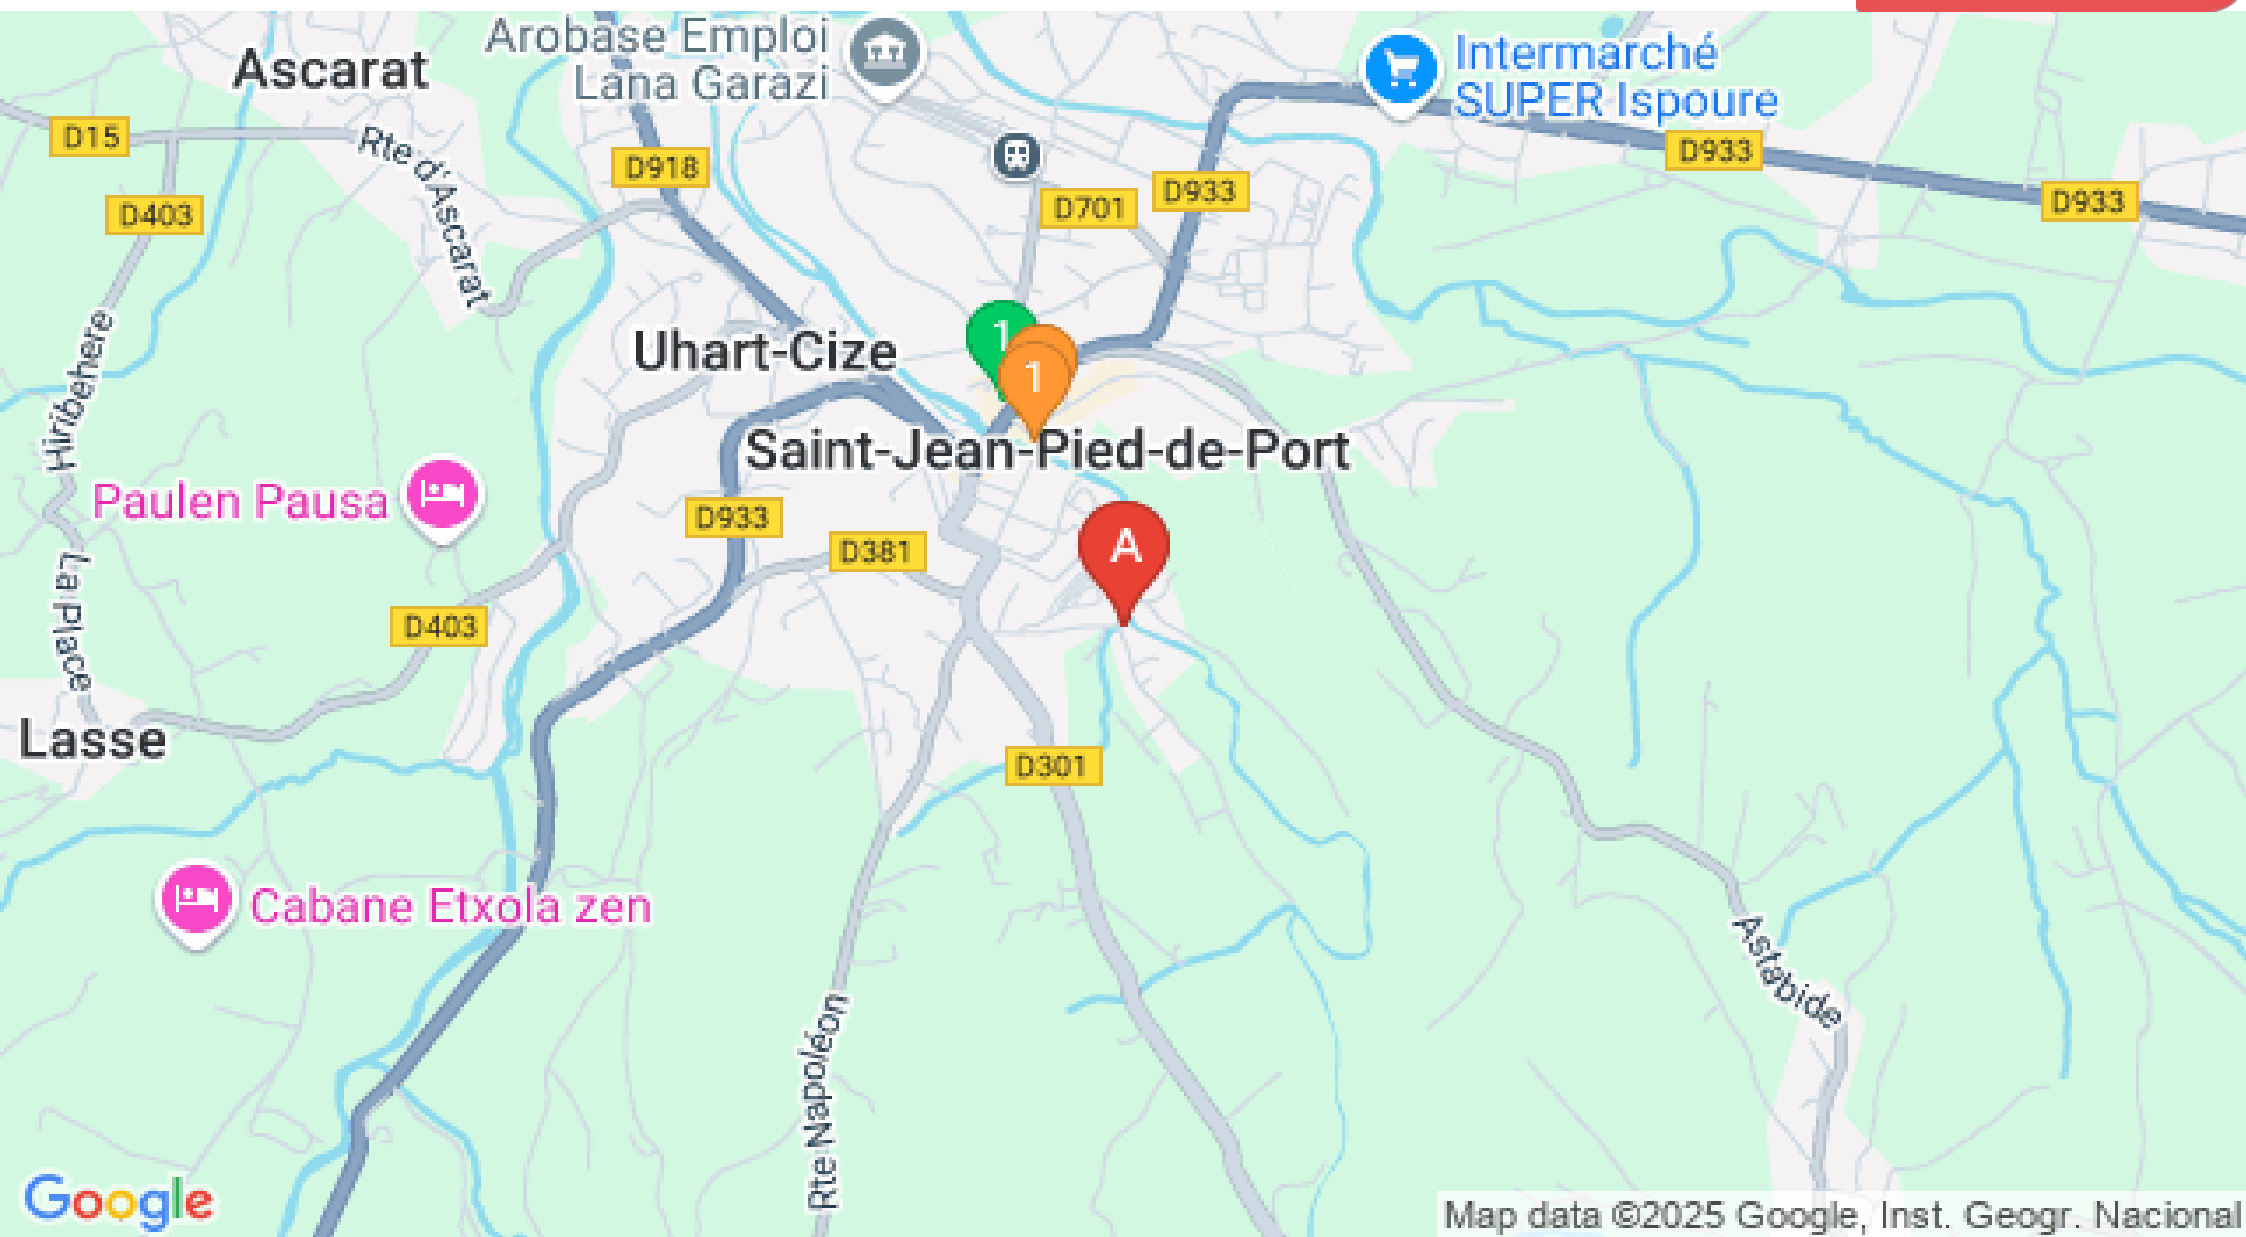 Arobase Emploi
Lana Garazi
Ascarat
Intermarché
SUPER Ispoure
D15
Rte d'Ascarat
D918
D933
D933
D933
D403
D701
Hiribehere
Uhart-Cize
1
1
Saint-Jean-Pied-de-Port
Paulen Pausa
D933
D381
A
Laplace
D403
Lasse
D301
Cabane Etxola zen
Astabide
Rte Napoléon
Google
Map data ©2025 Google, Inst. Geogr. Nacional